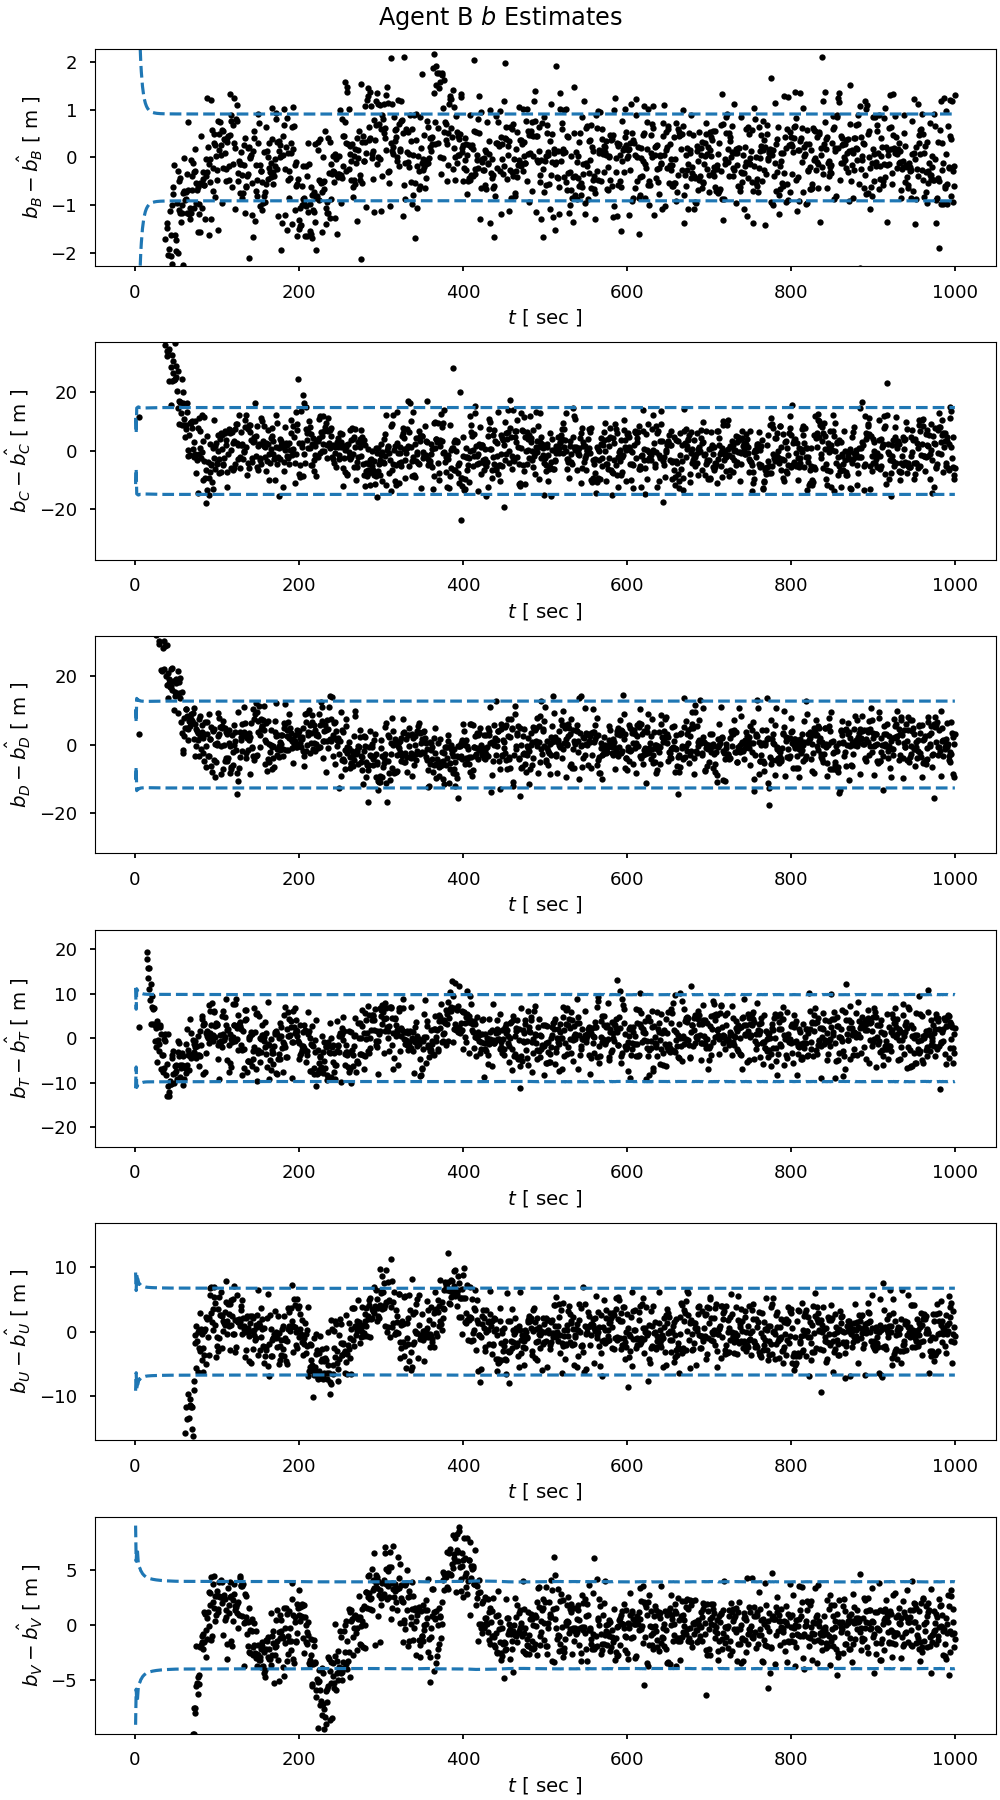 Agent B b Estimates
b_B − b̂_B [ m ]
2
1
0
−1
−2
0 200 400 600 800 1000
t [ sec ]
b_C − b̂_C [ m ]
20
0
−20
0 200 400 600 800 1000
t [ sec ]
b_D − b̂_D [ m ]
20
0
−20
0 200 400 600 800 1000
t [ sec ]
b_T − b̂_T [ m ]
20
10
0
−10
−20
0 200 400 600 800 1000
t [ sec ]
b_U − b̂_U [ m ]
10
0
−10
0 200 400 600 800 1000
t [ sec ]
b_V − b̂_V [ m ]
5
0
−5
0 200 400 600 800 1000
t [ sec ]